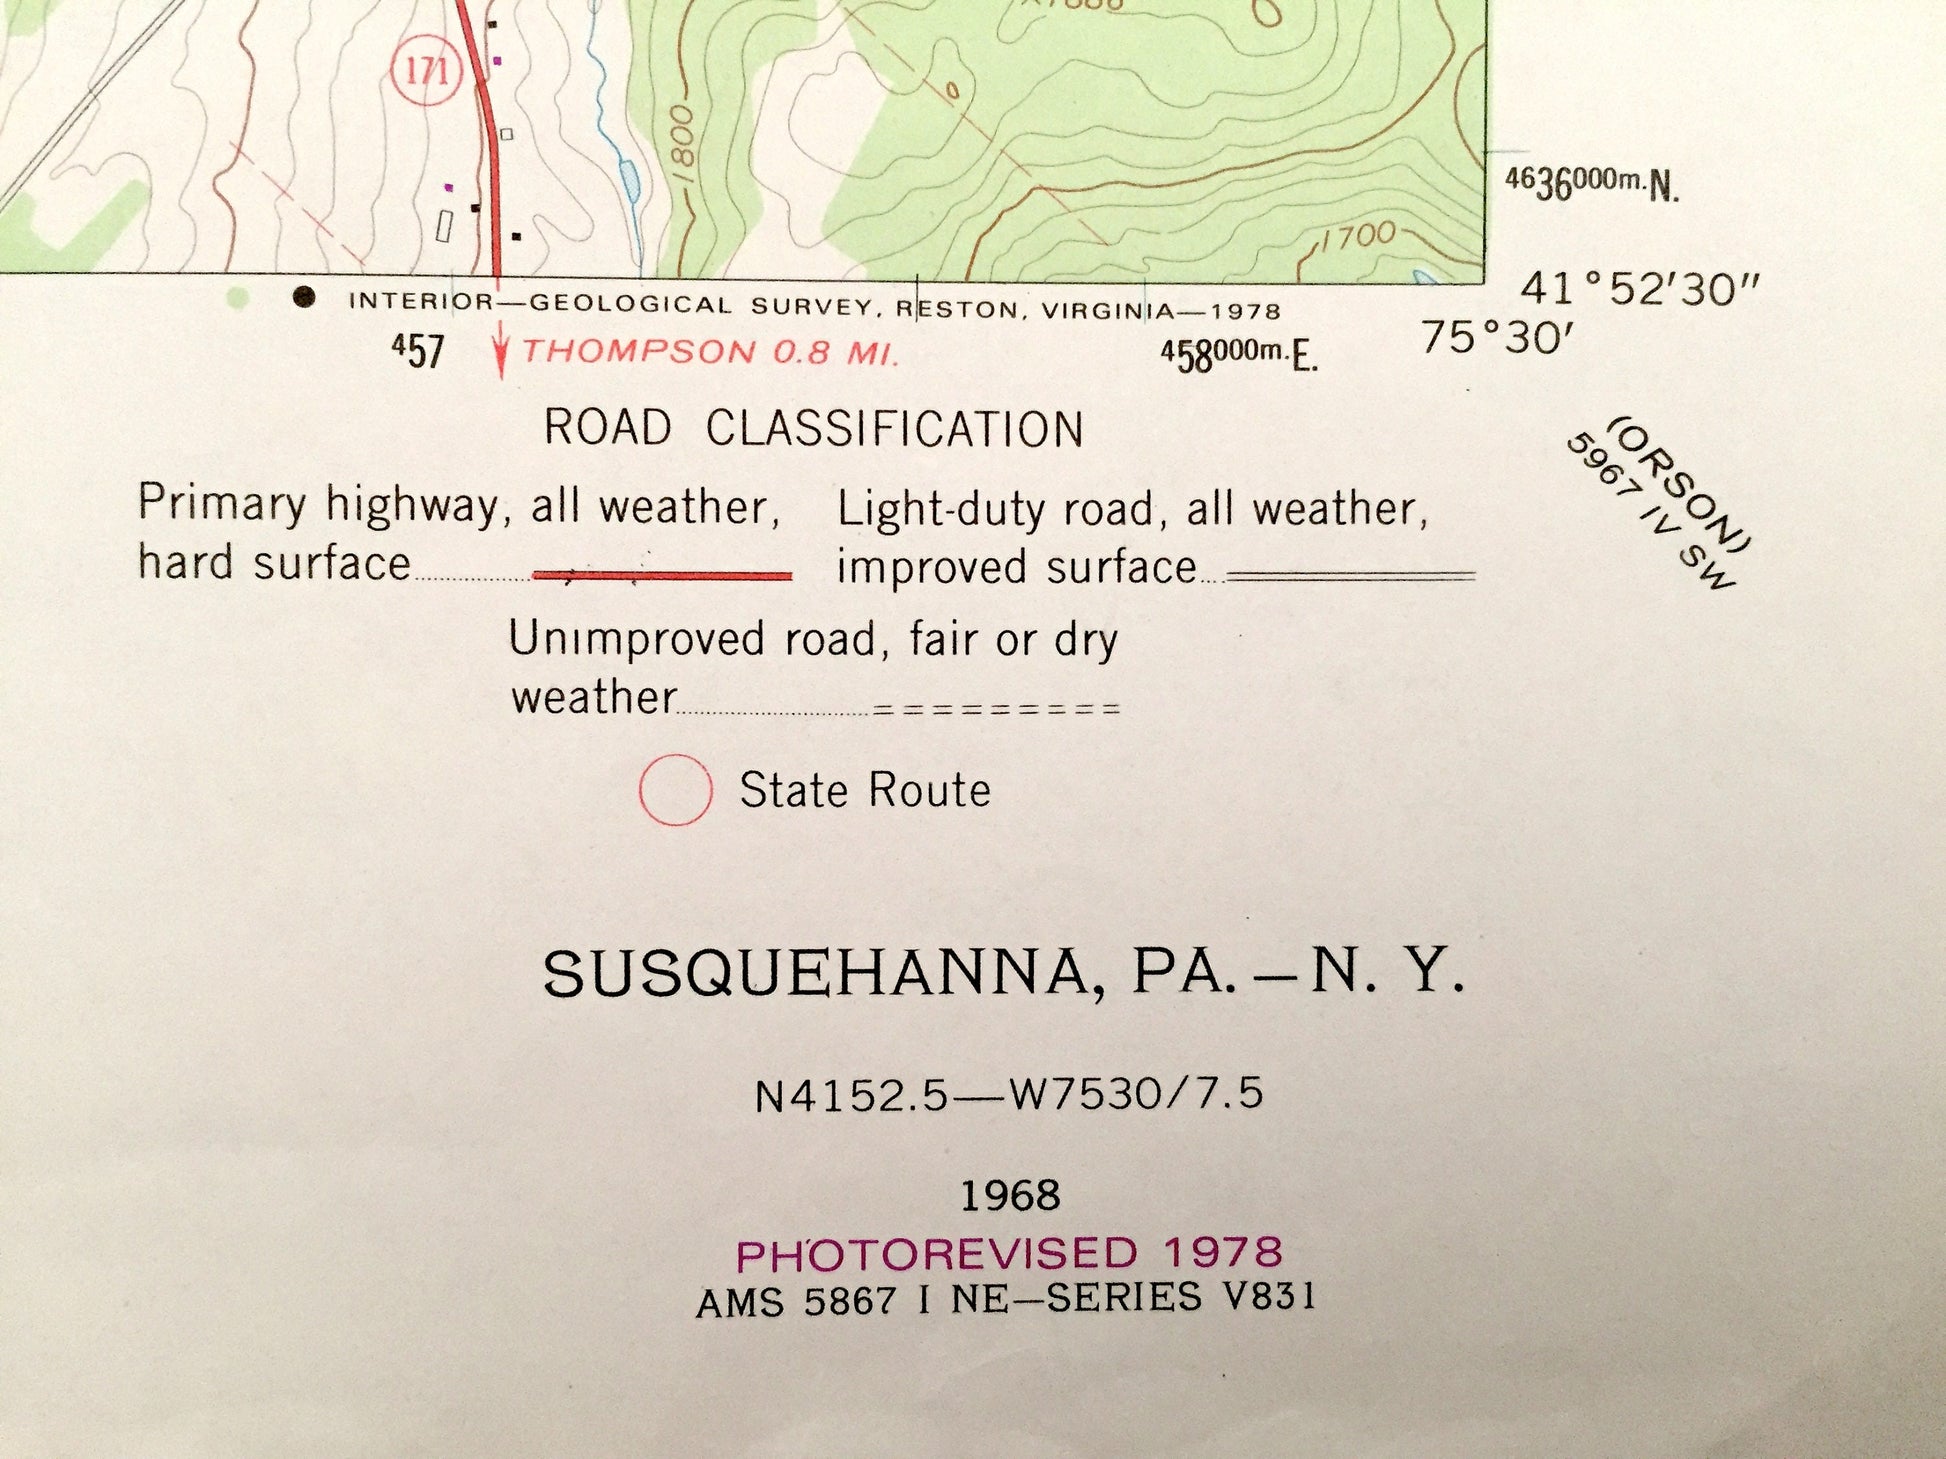 171
1800
1700
4636000m.N.
41°52'30"
75°30'
INTERIOR—GEOLOGICAL SURVEY, RESTON, VIRGINIA—1978
457
THOMPSON 0.8 MI.
458000m.E.
(ORSON)
5967 IV SW
ROAD CLASSIFICATION
Primary highway, all weather,
hard surface
Light-duty road, all weather,
improved surface
Unimproved road, fair or dry
weather
State Route
SUSQUEHANNA, PA.–N. Y.
N4152.5—W7530/7.5
1968
PHOTOREVISED 1978
AMS 5867 I NE–SERIES V831